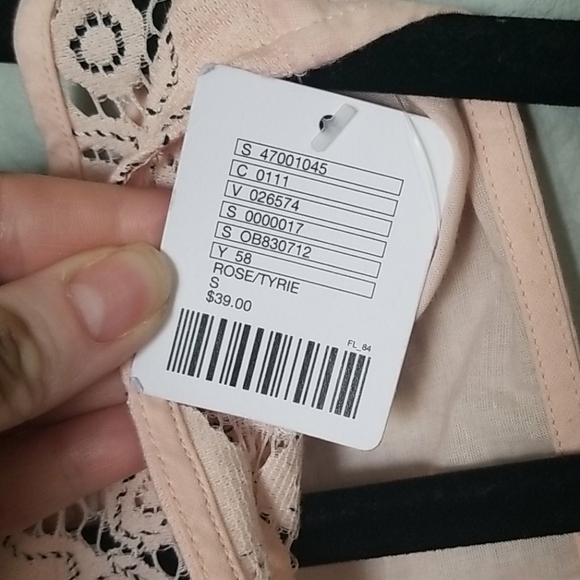 S 47001045
C 0111
V 026574
S 0000017
S OB830712
Y 58
ROSE/TYRIE
S
$39.00
FL_84